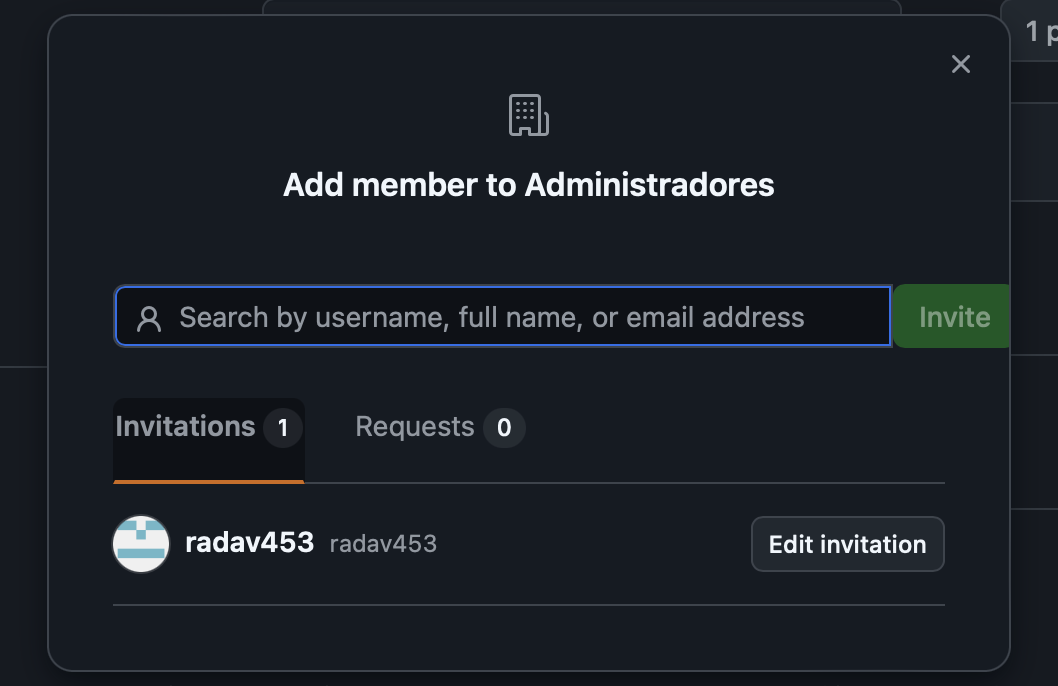 1 p
Add member to Administradores
Search by username, full name, or email address
Invite
Invitations 1
Requests 0
radav453 radav453
Edit invitation